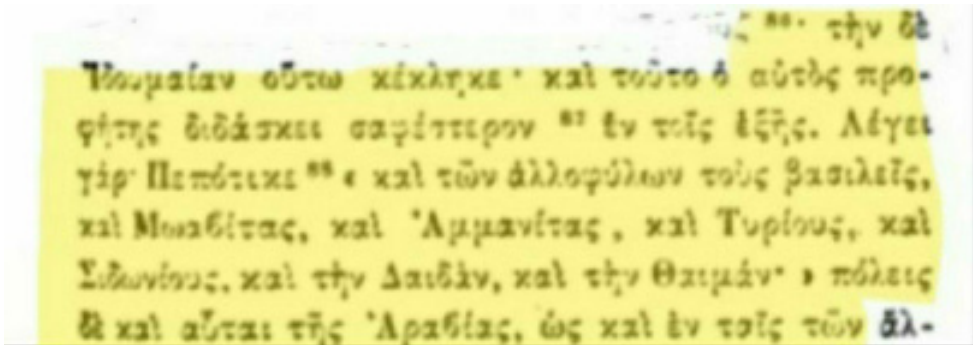 τὴν δὲ
Ἰδουμαίαν οὕτω κέκληκε· καὶ τοῦτο ὁ αὐτὸς προ-
φήτης διδάσκει σαφέστερον 87 ἐν τοῖς ἑξῆς. Λέγει
γάρ· Πεπότικε 88 « καὶ τῶν ἀλλοφύλων τοὺς βασιλεῖς,
καὶ Μωαβίτας, καὶ Ἀμμανίτας, καὶ Τυρίους, καὶ
Σιδωνίους, καὶ τὴν Δαιδὰν, καὶ τὴν Θαιμάν· » πόλεις
δὲ καὶ αὗται τῆς Ἀραβίας, ὡς καὶ ἐν τοῖς τῶν ἀλ-